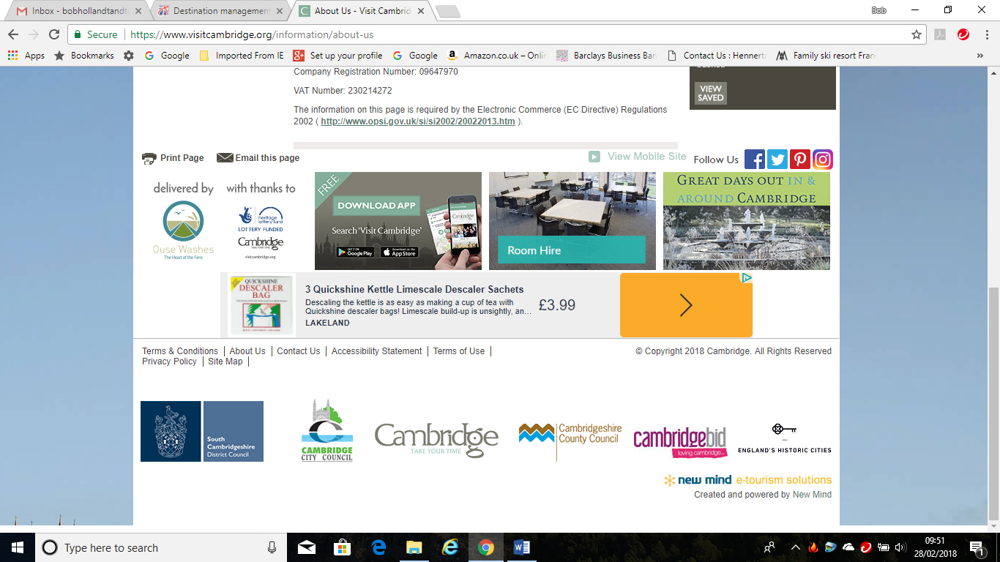 Inbox - bobhollandtandt
Destination management
About Us - Visit Cambrid
Bob
Secure
https://www.visitcambridge.org/information/about-us
Apps
Bookmarks
Google
Imported From IE
Set up your profile
Google
Amazon.co.uk – Onlin
Barclays Business Ban
Contact Us : Hennerto
Family ski resort Fran
Company Registration Number: 09647970
VIEW
SAVED
VAT Number: 230214272
The information on this page is required by the Electronic Commerce (EC Directive) Regulations
2002 ( http://www.opsi.gov.uk/si/si2002/20022013.htm ).
Print Page
Email this page
View Mobile Site
Follow Us
delivered by
Ouse Washes
The Heart of the Fens
with thanks to
heritage
lottery fund
LOTTERY FUNDED
Cambridge
visitcambridge.org
FREE
DOWNLOAD APP
Search 'Visit Cambridge'
GET IT ON
Google Play
Download on the
App Store
Room Hire
GREAT DAYS OUT IN &
AROUND CAMBRIDGE
QUICKSHINE
DESCALER
BAG
3 Quickshine Kettle Limescale Descaler Sachets
Descaling the kettle is as easy as making a cup of tea with
Quickshine descaler bags! Limescale build-up is unsightly, an…
LAKELAND
£3.99
Terms & Conditions | About Us | Contact Us | Accessibility Statement | Terms of Use |
Privacy Policy | Site Map |
© Copyright 2018 Cambridge. All Rights Reserved
South
Cambridgeshire
District Council
CAMBRIDGE
CITY COUNCIL
Cambridge
TAKE YOUR TIME
Cambridgeshire
County Council
cambridgebid
loving cambridge...
ENGLAND'S HISTORIC CITIES
new mind e-tourism solutions
Created and powered by New Mind
Type here to search
09:51
28/02/2018
1